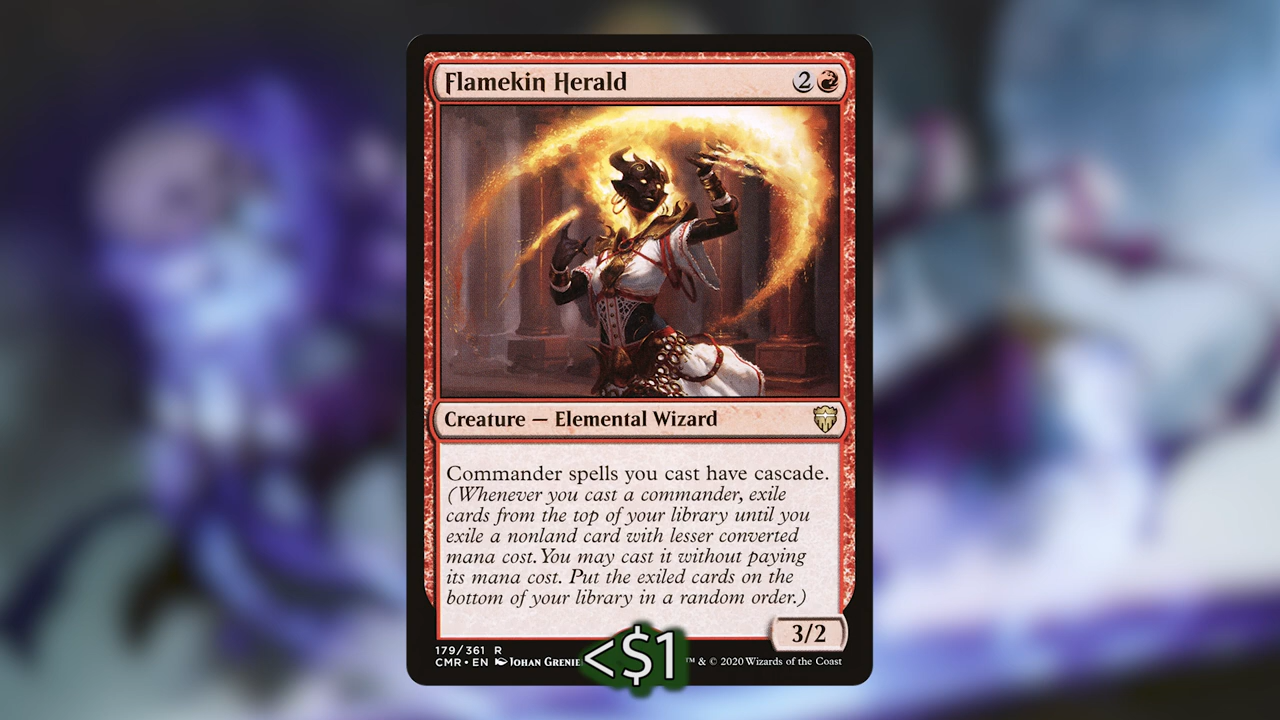 Flamekin Herald 2
Creature — Elemental Wizard
Commander spells you cast have cascade.
(Whenever you cast a commander, exile
cards from the top of your library until you
exile a nonland card with lesser converted
mana cost. You may cast it without paying
its mana cost. Put the exiled cards on the
bottom of your library in a random order.)
3/2
179/361 R
CMR • EN JOHAN GRENIE
<$1
™ & © 2020 Wizards of the Coast